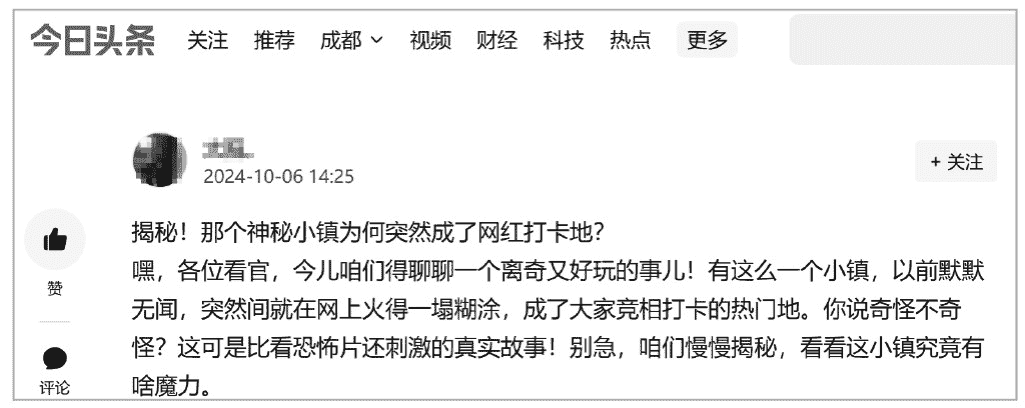 今日头条 关注 推荐 成都 视频 财经 科技 热点 更多
2024-10-06 14:25
+ 关注
揭秘！那个神秘小镇为何突然成了网红打卡地？
嘿，各位看官，今儿咱们得聊聊一个离奇又好玩的事儿！有这么一个小镇，以前默默
无闻，突然间就在网上火得一塌糊涂，成了大家竞相打卡的热门地。你说奇怪不奇
怪？这可是比看恐怖片还刺激的真实故事！别急，咱们慢慢揭秘，看看这小镇究竟有
啥魔力。
赞
评论